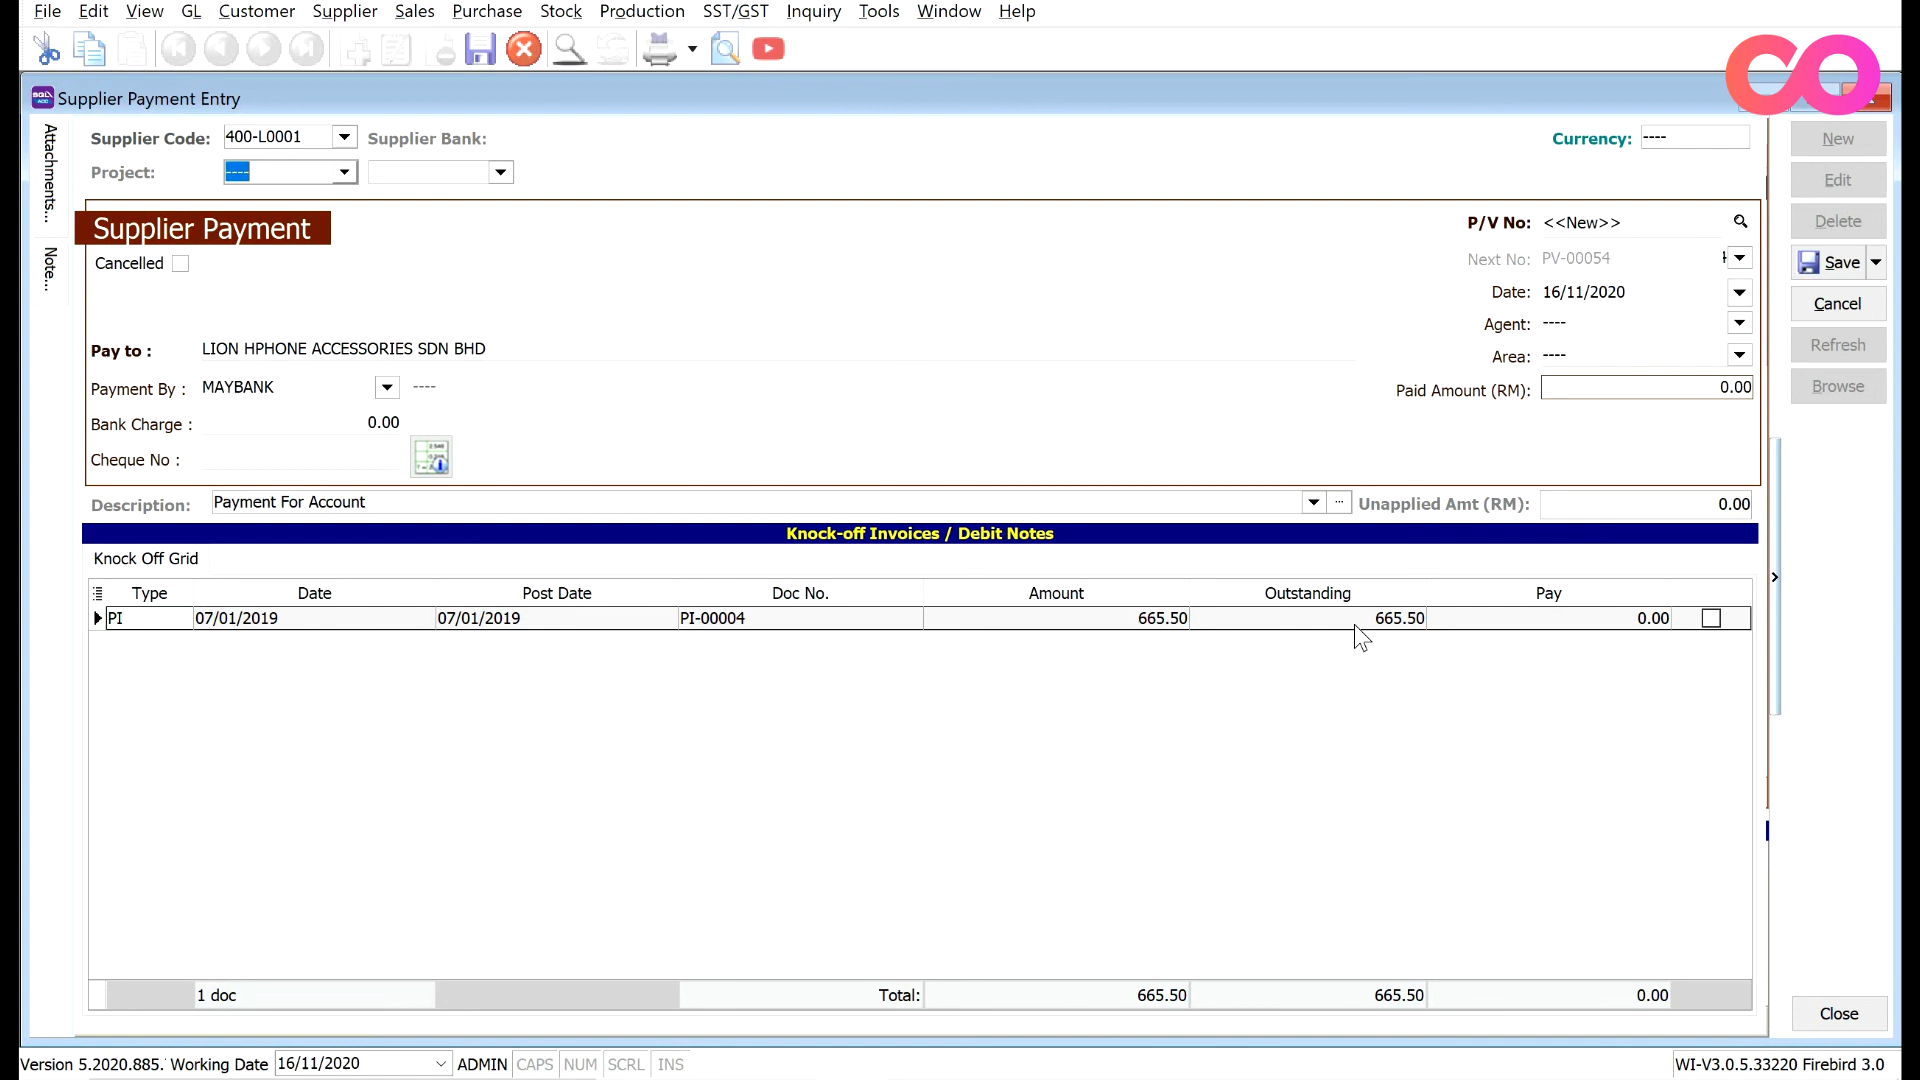 File Edit View GL Customer Supplier Sales Purchase Stock Production SST/GST Inquiry Tools Window Help
Supplier Payment Entry
Attachments...
Note...
Supplier Code: 400-L0001 Supplier Bank: Currency: ----
Project: ----
Supplier Payment
Cancelled
P/V No: <<New>>
Next No: PV-00054
Date: 16/11/2020
Agent: ----
Area: ----
Pay to : LION HPHONE ACCESSORIES SDN BHD
Payment By : MAYBANK ----
Paid Amount (RM): 0.00
Bank Charge : 0.00
Cheque No :
Description: Payment For Account ... Unapplied Amt (RM): 0.00
Knock-off Invoices / Debit Notes
Knock Off Grid
Type Date Post Date Doc No. Amount Outstanding Pay
PI 07/01/2019 07/01/2019 PI-00004 665.50 665.50 0.00
1 doc Total: 665.50 665.50 0.00
New
Edit
Delete
Save
Cancel
Refresh
Browse
Close
Version 5.2020.885. Working Date 16/11/2020 ADMIN CAPS NUM SCRL INS WI-V3.0.5.33220 Firebird 3.0